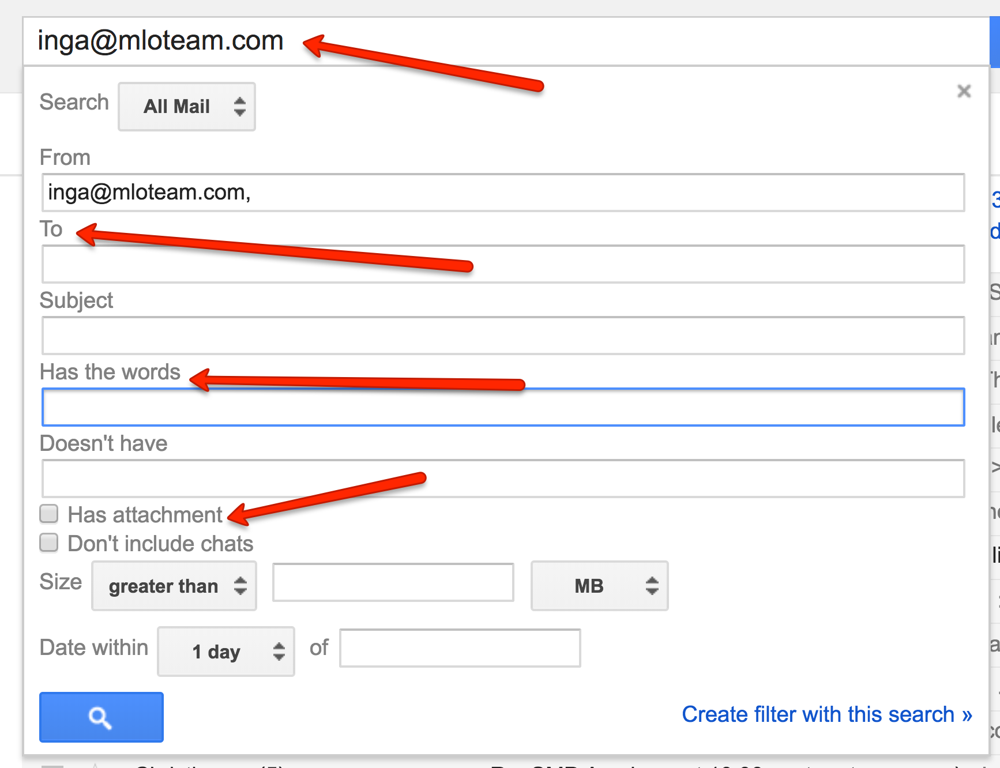 inga@mloteam.com
Search All Mail
From
inga@mloteam.com,
To
Subject
Has the words
Doesn't have
Has attachment
Don't include chats
Size greater than MB
Date within 1 day of
Create filter with this search »